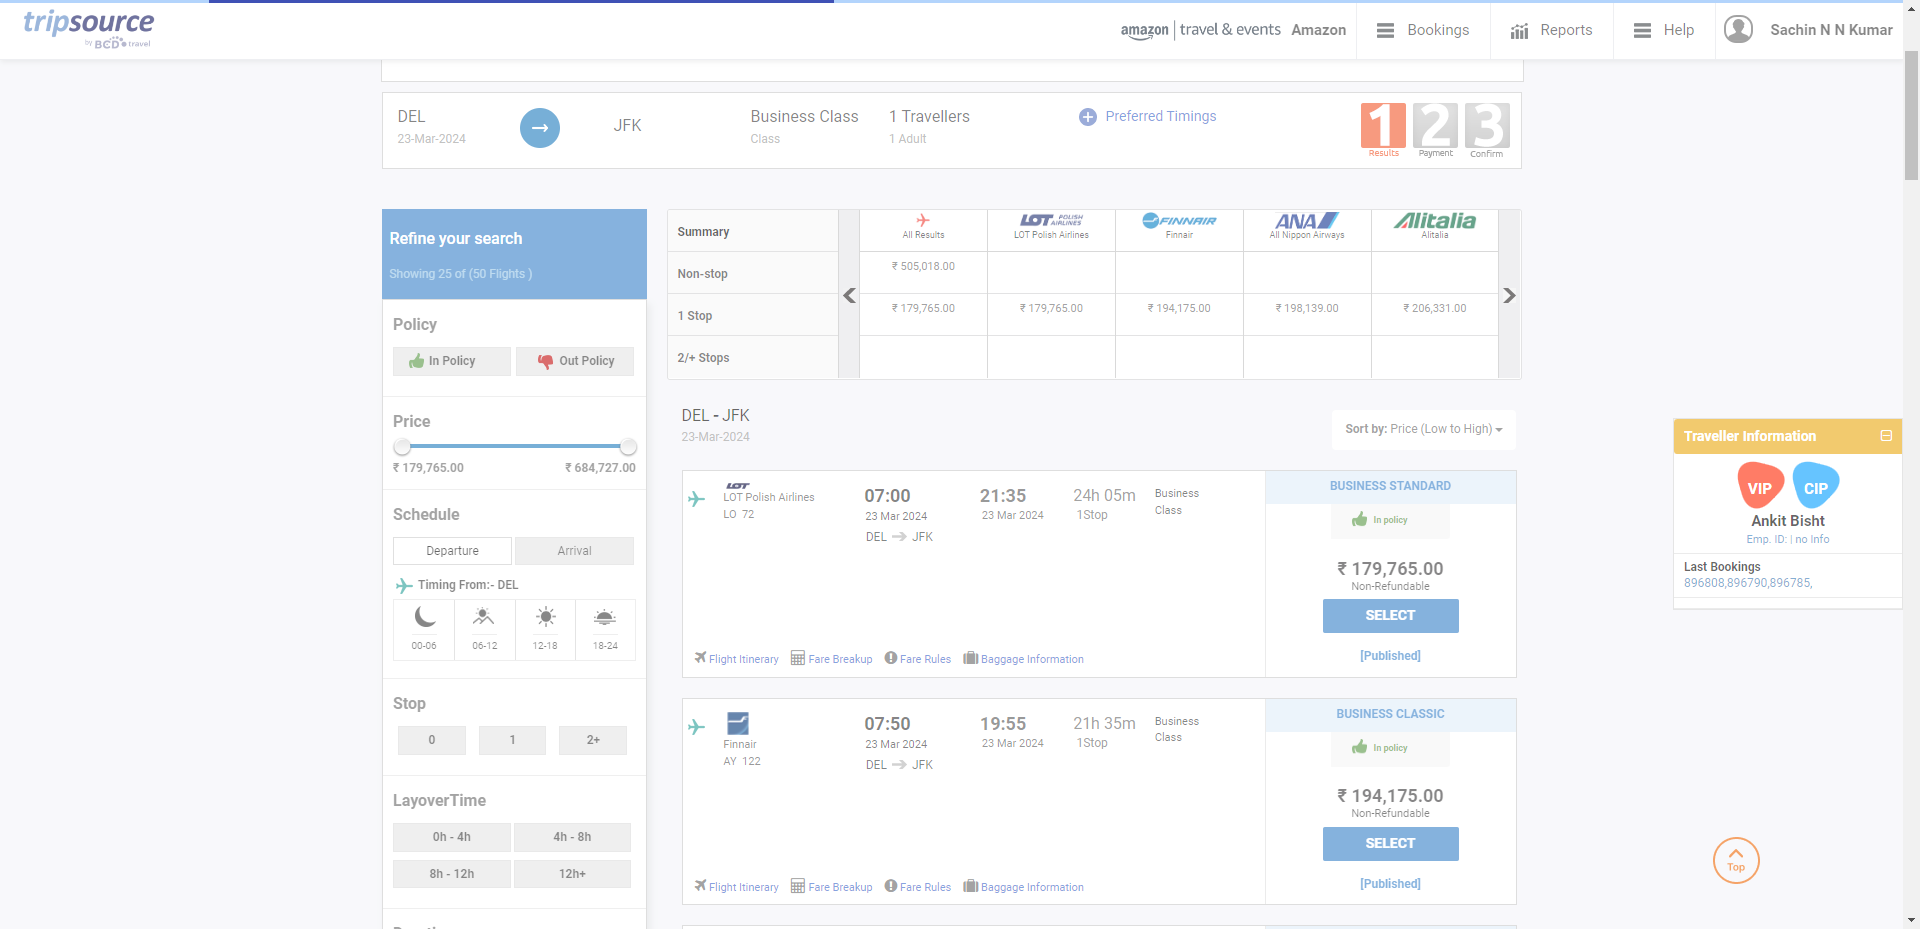 tripsource
by BCD travel
amazon | travel & events Amazon
Bookings
Reports
Help
Sachin N N Kumar
DEL
23-Mar-2024
JFK
Business Class
Class
1 Travellers
1 Adult
Preferred Timings
1 2 3
Results Payment Confirm
Refine your search
Showing 25 of (50 Flights )
Policy
In Policy
Out Policy
Price
₹ 179,765.00 ₹ 684,727.00
Schedule
Departure Arrival
Timing From:- DEL
00-06 06-12 12-18 18-24
Stop
0 1 2+
LayoverTime
0h - 4h 4h - 8h
8h - 12h 12h+
Summary
All Results
LOT POLISH AIRLINES
LOT Polish Airlines
FINNAIR
Finnair
ANA
All Nippon Airways
Alitalia
Alitalia
Non-stop ₹ 505,018.00
1 Stop ₹ 179,765.00 ₹ 179,765.00 ₹ 194,175.00 ₹ 198,139.00 ₹ 206,331.00
2/+ Stops
DEL - JFK
23-Mar-2024
Sort by: Price (Low to High)
LOT
LOT Polish Airlines
LO 72
07:00
23 Mar 2024
DEL JFK
21:35
23 Mar 2024
24h 05m
1Stop
Business
Class
BUSINESS STANDARD
In policy
₹ 179,765.00
Non-Refundable
SELECT
[Published]
Flight Itinerary Fare Breakup Fare Rules Baggage Information
Finnair
AY 122
07:50
23 Mar 2024
DEL JFK
19:55
23 Mar 2024
21h 35m
1Stop
Business
Class
BUSINESS CLASSIC
In policy
₹ 194,175.00
Non-Refundable
SELECT
[Published]
Flight Itinerary Fare Breakup Fare Rules Baggage Information
Traveller Information
VIP CIP
Ankit Bisht
Emp. ID: | no Info
Last Bookings
896808,896790,896785,
Top